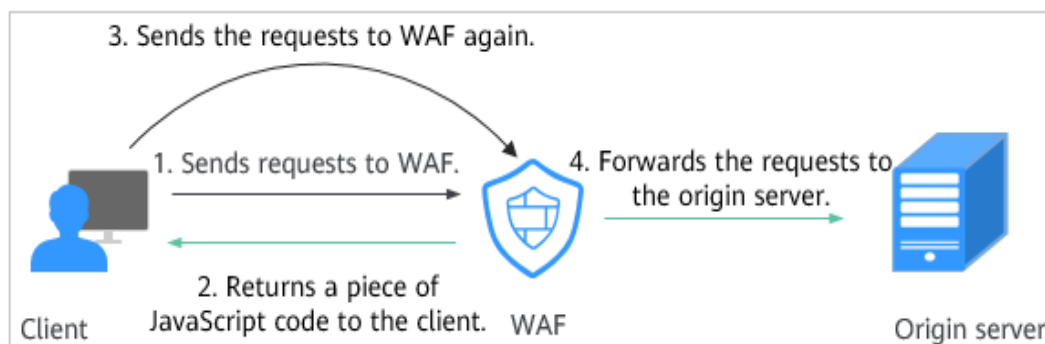 3. Sends the requests to WAF again.
1. Sends requests to WAF.
4. Forwards the requests to
the origin server.
2. Returns a piece of
JavaScript code to the client.
Client
WAF
Origin server